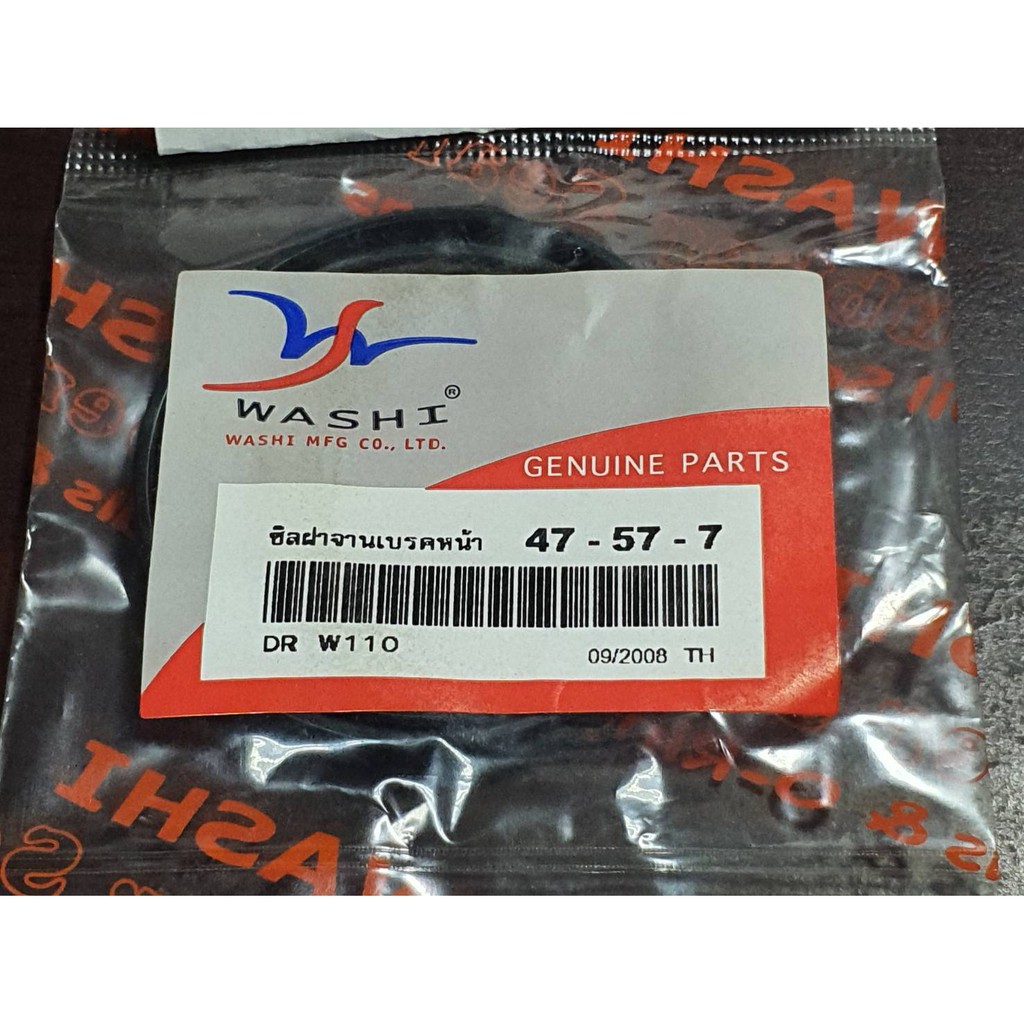 WASHI ®
WASHI MFG CO., LTD.
GENUINE PARTS
ซิลฝาจานเบรคหน้า 47 - 57 - 7
DR W110
09/2008 TH
WASHI